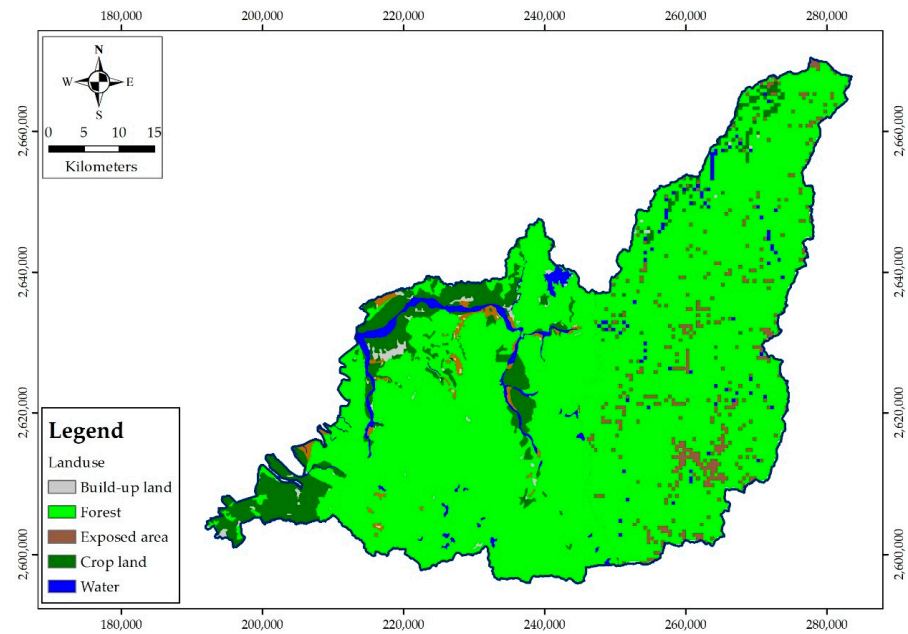 180,000 200,000 220,000 240,000 260,000 280,000
N
W E
S
0 5 10 15
Kilometers
2,660,000 2,660,000
2,640,000 2,640,000
2,620,000 2,620,000
2,600,000 2,600,000
Legend
Landuse
Build-up land
Forest
Exposed area
Crop land
Water
180,000 200,000 220,000 240,000 260,000 280,000